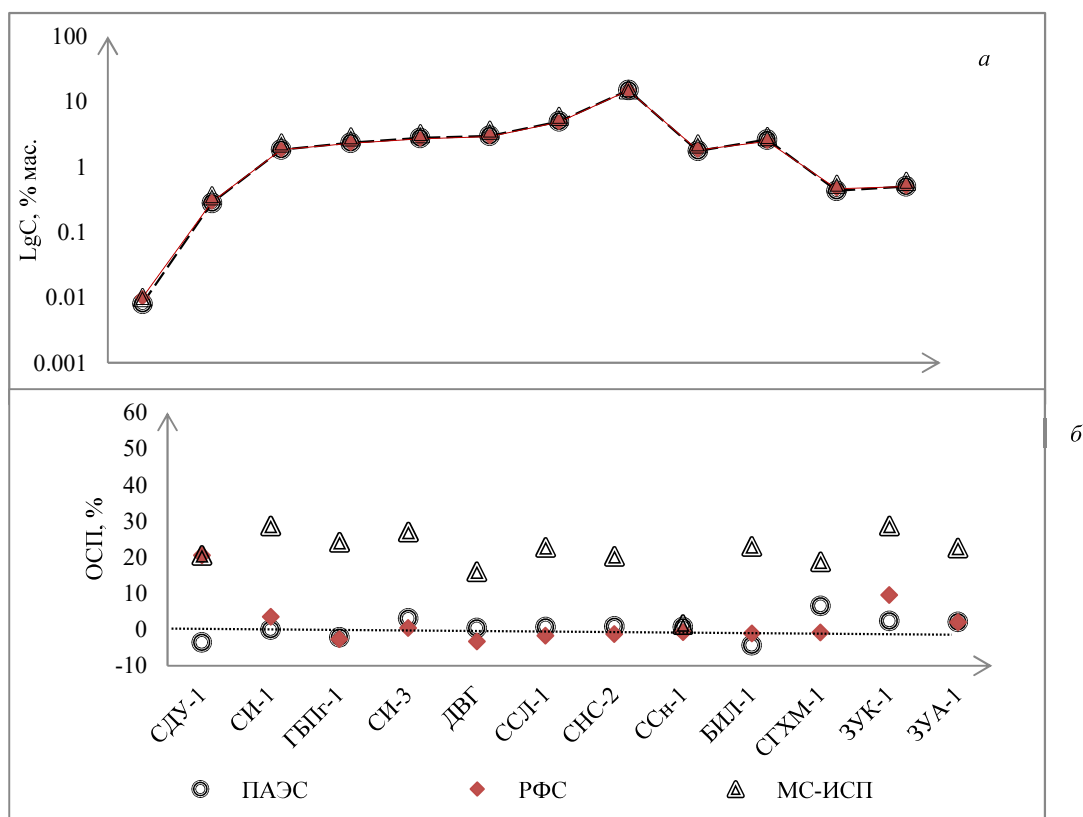 100
а
10
1
0.1
0.01
0.001
LgC, % мас.
60
б
50
40
30
20
10
0
-10
ОСП, %
СДУ-1
СИ-1
ГБПг-1
СИ-3
ДВГ
ССЛ-1
СНС-2
ССн-1
БИЛ-1
СГХМ-1
ЗУК-1
ЗУА-1
ПАЭС РФС МС-ИСП